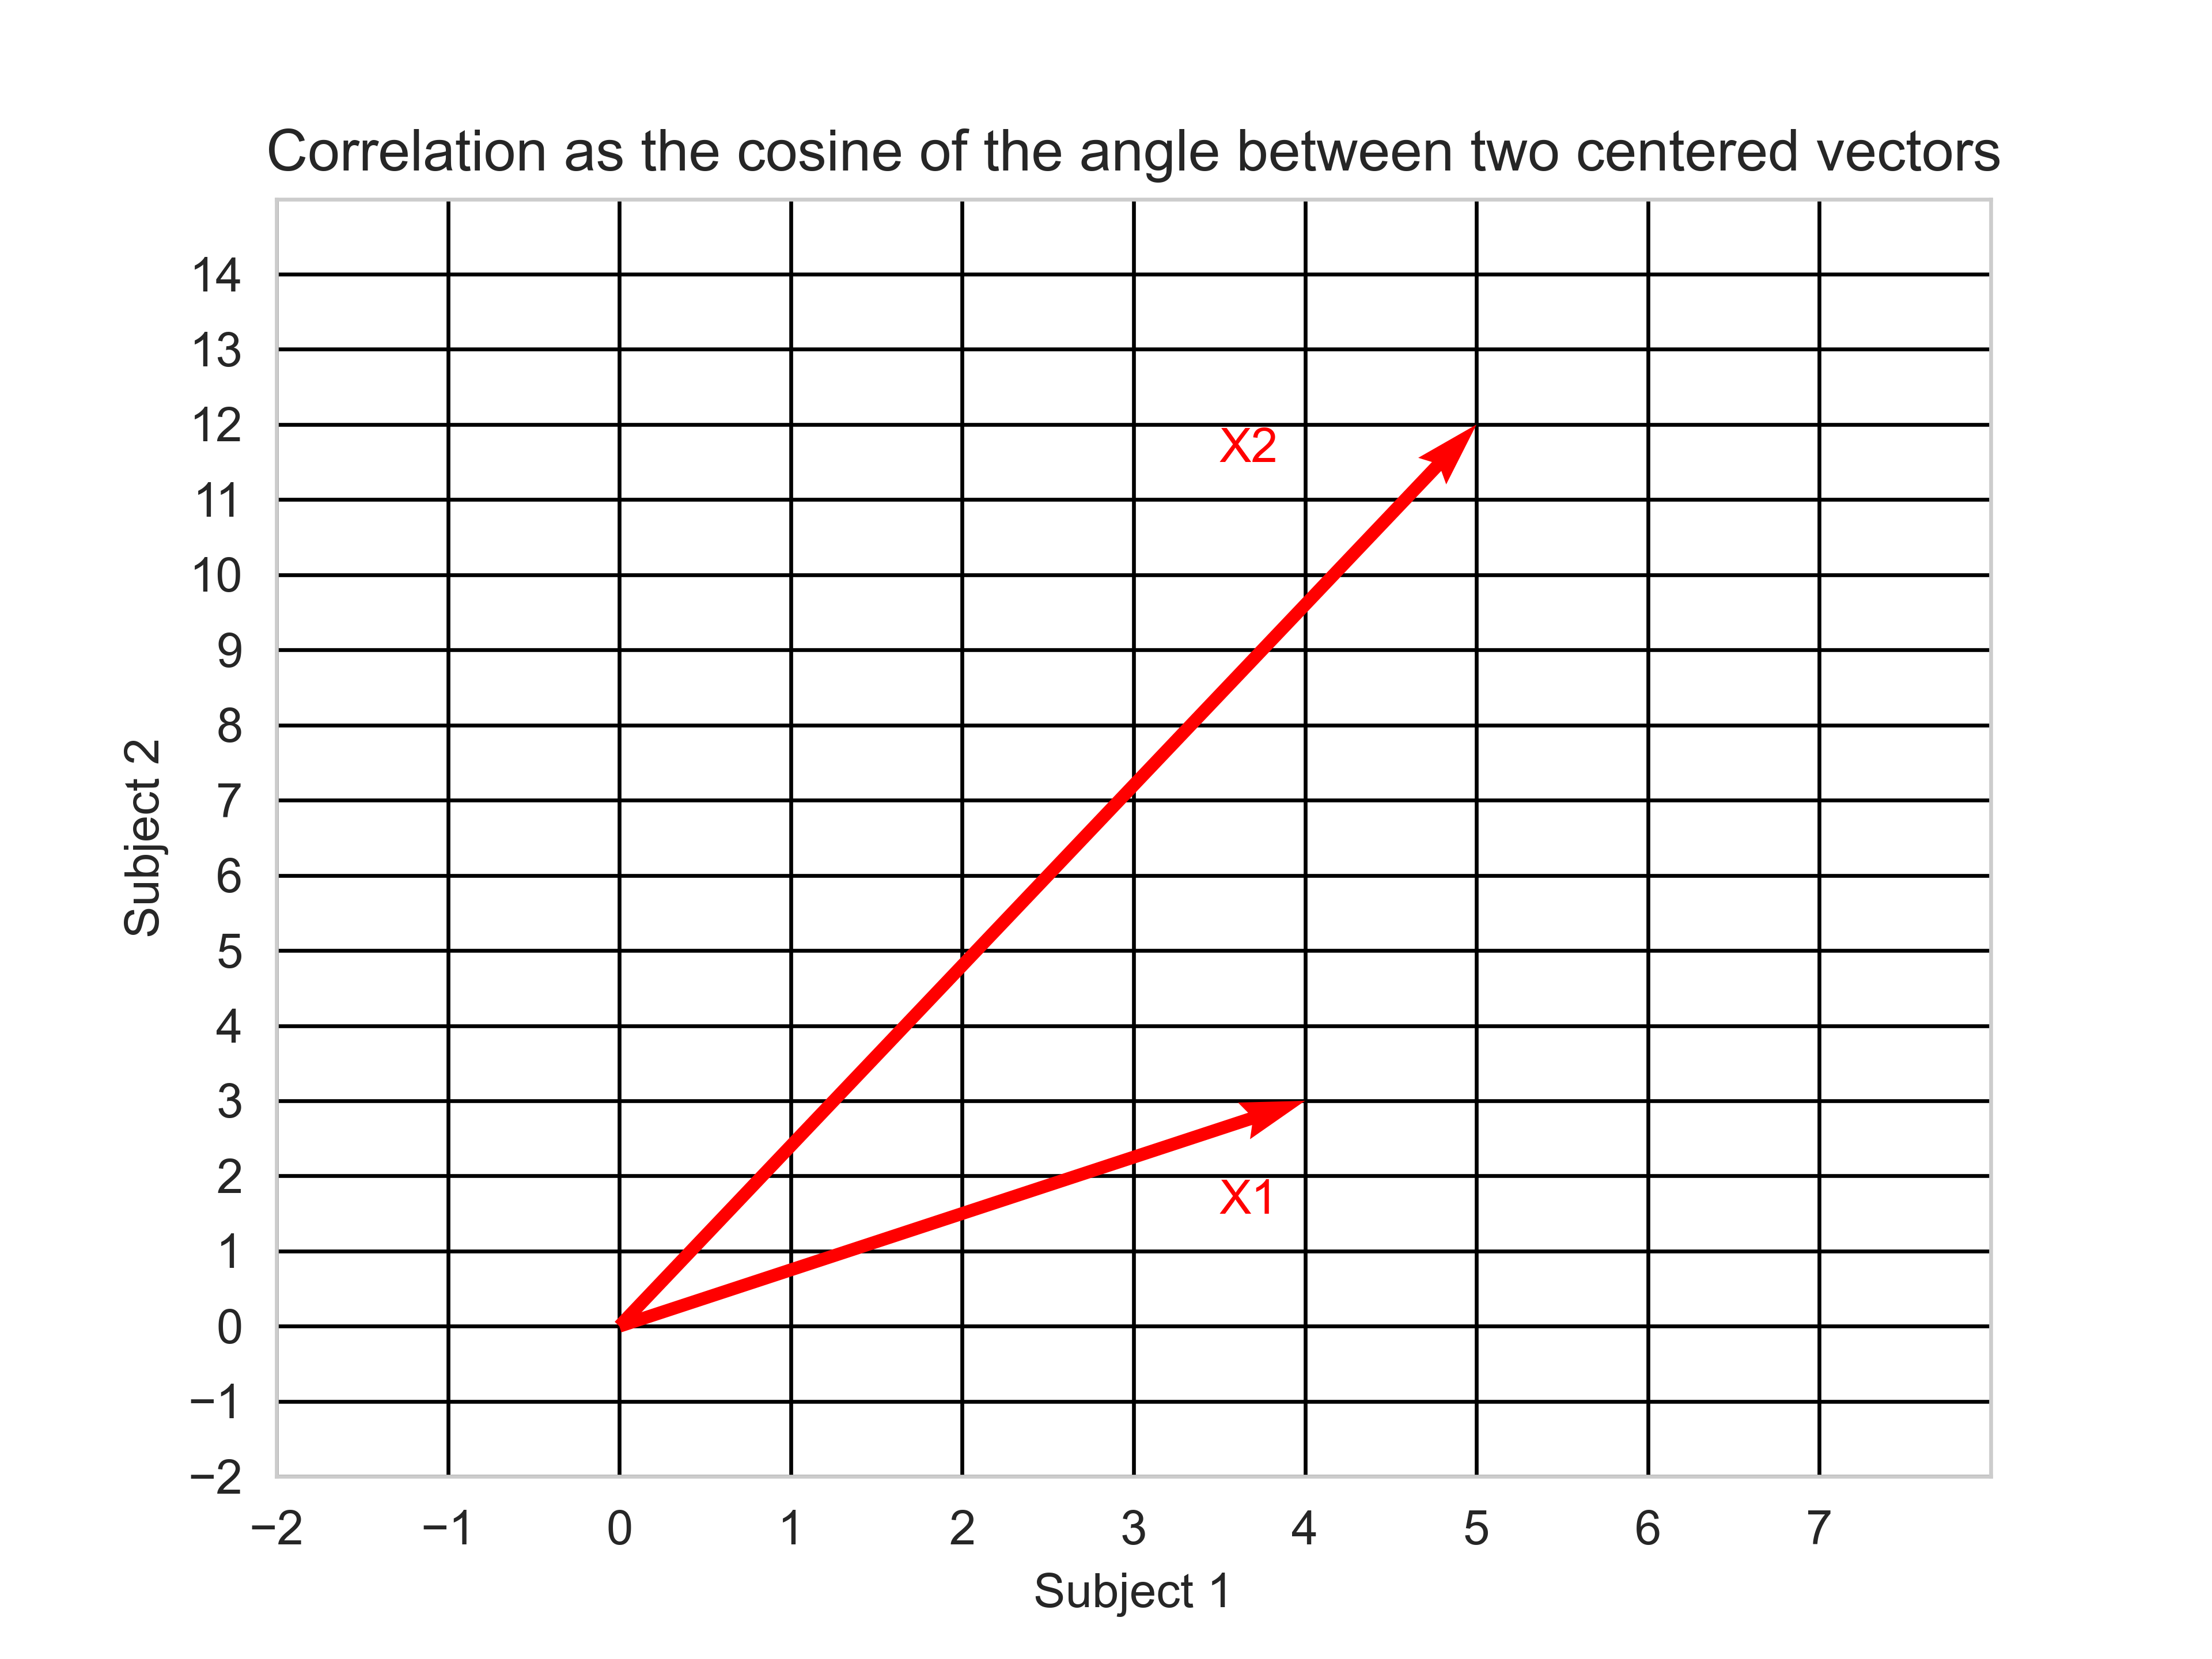 Correlation as the cosine of the angle between two centered vectors
14
13
12
X2
11
10
9
8
Subject 2
7
6
5
4
3
2
X1
1
0
−1
−2
−2 −1 0 1 2 3 4 5 6 7
Subject 1